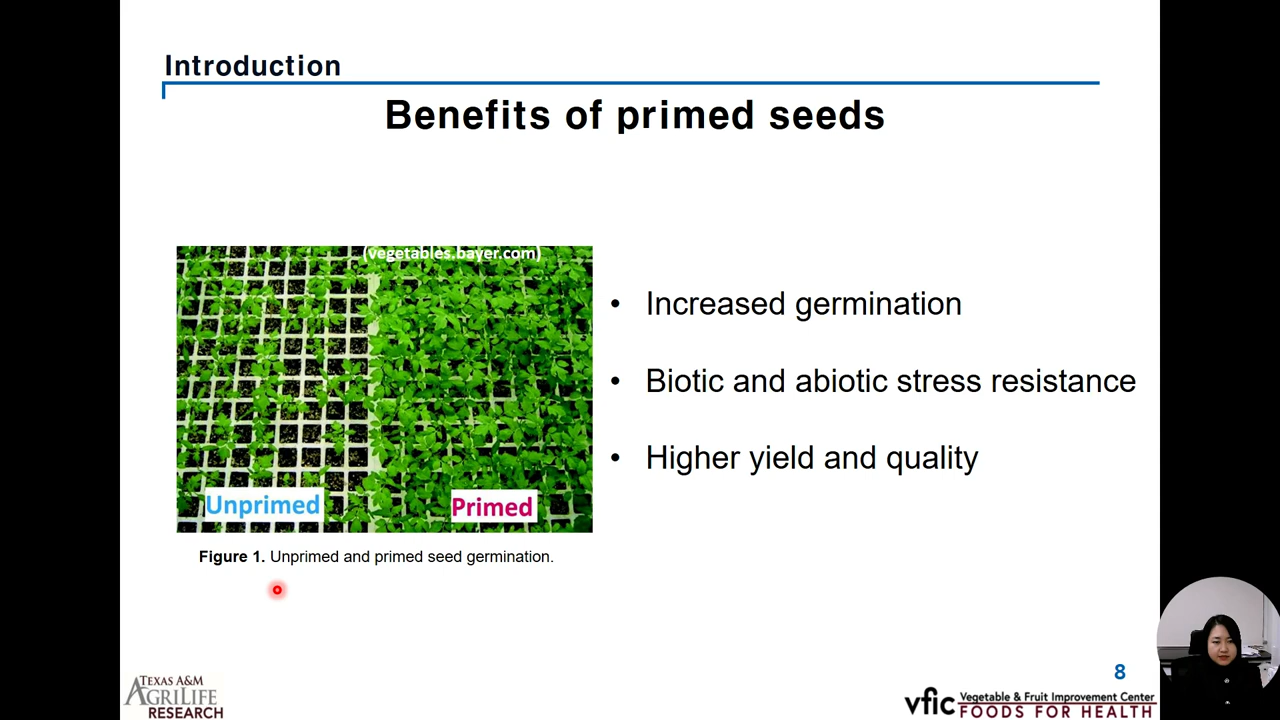 Introduction
Benefits of primed seeds
(vegetables.bayer.com)
Unprimed
Primed
Figure 1. Unprimed and primed seed germination.
• Increased germination
• Biotic and abiotic stress resistance
• Higher yield and quality
8
TEXAS A&M
AGRILIFE
RESEARCH
vfic Vegetable & Fruit Improvement Center
FOODS FOR HEALTH